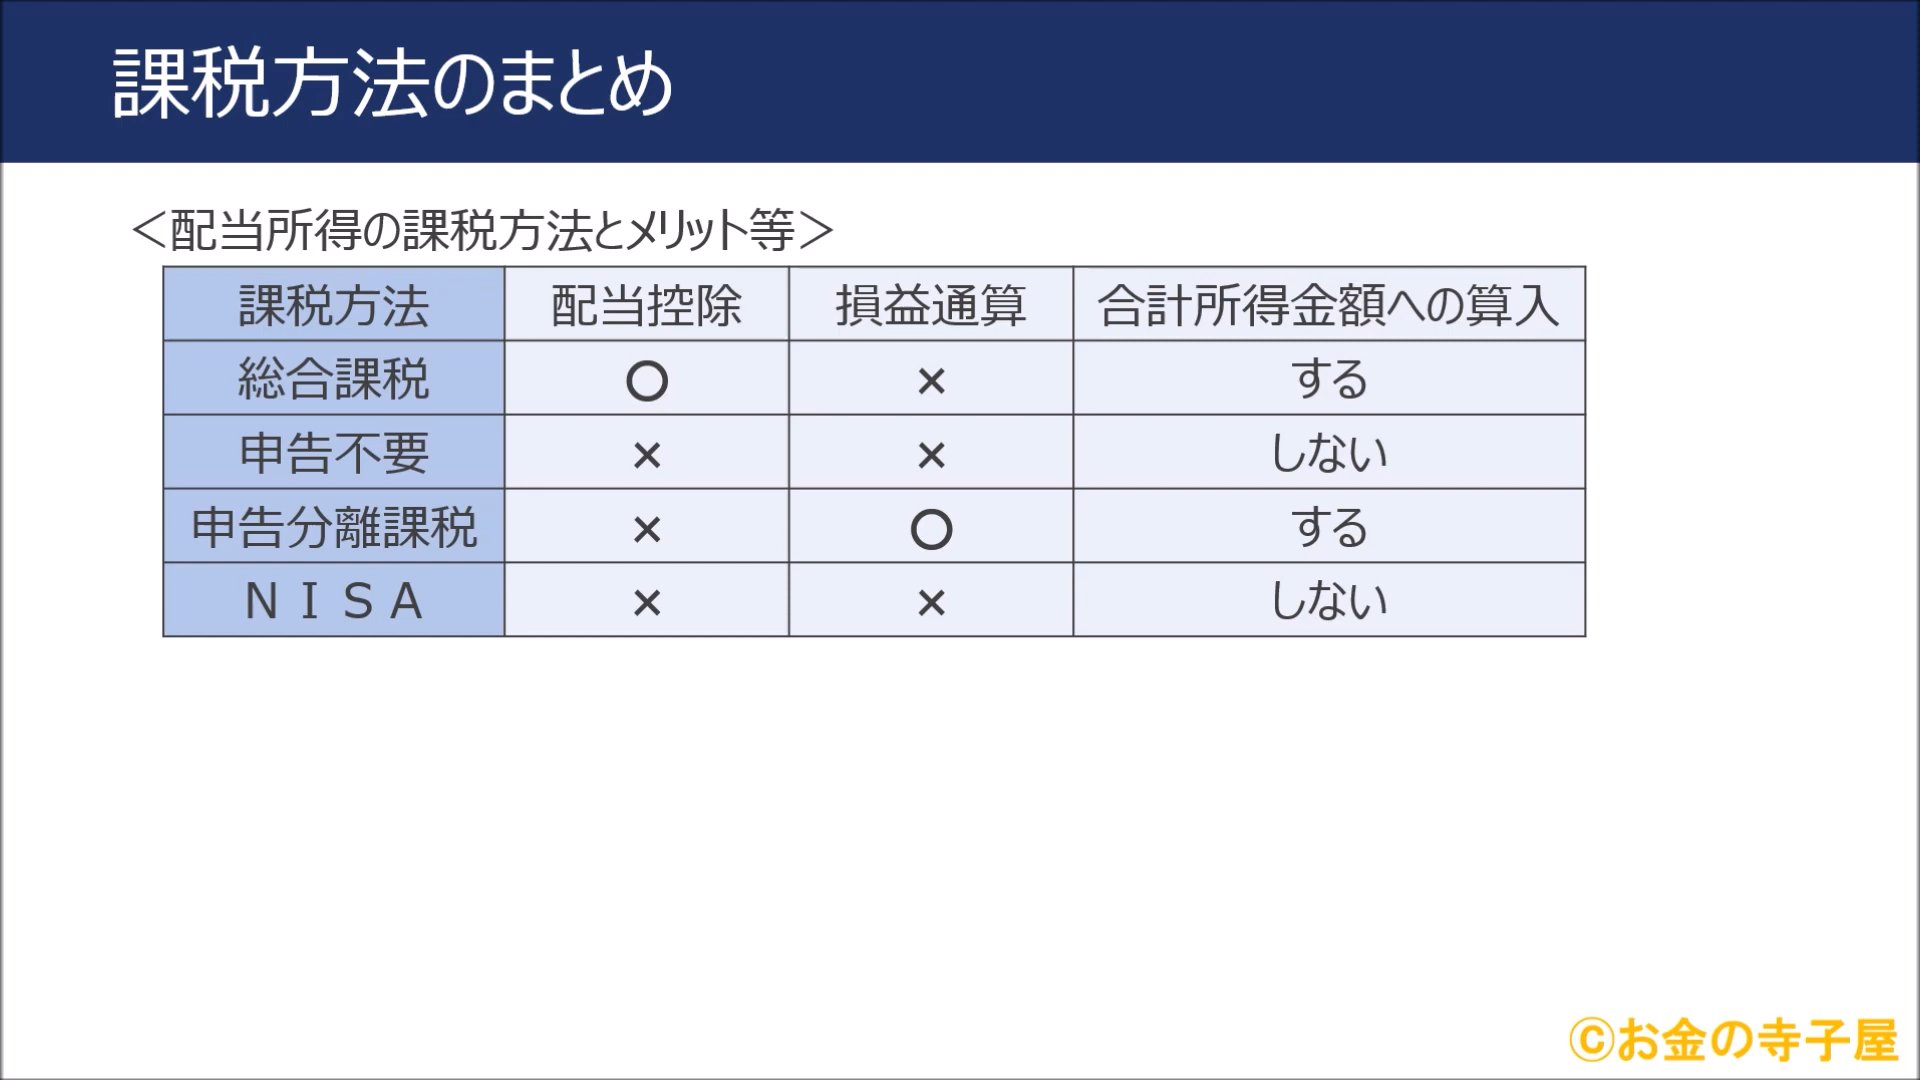 課税方法のまとめ
＜配当所得の課税方法とメリット等＞
課税方法 配当控除 損益通算 合計所得金額への算入
総合課税 〇 × する
申告不要 × × しない
申告分離課税 × 〇 する
ＮＩＳＡ × × しない
©お金の寺子屋